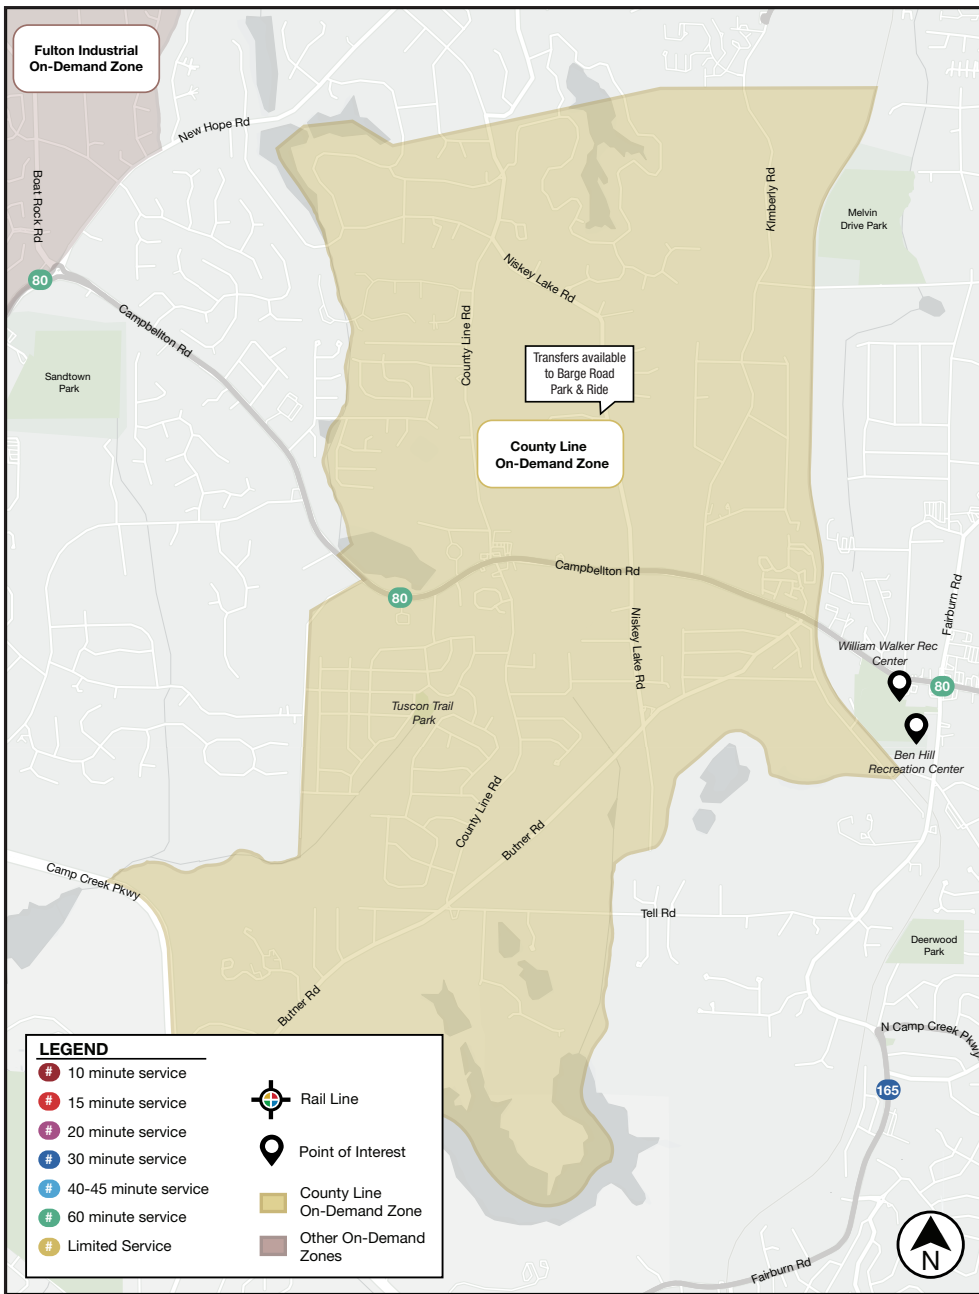 Fulton Industrial
On-Demand Zone
New Hope Rd
Boat Rock Rd
KImberly Rd
Melvin
Drive Park
80
Niskey Lake Rd
Campbellton Rd
County Line Rd
Sandtown
Park
Transfers available
to Barge Road
Park & Ride
County Line
On-Demand Zone
Campbellton Rd
80
Fairburn Rd
Niskey Lake Rd
William Walker Rec
Center
80
Tuscon Trail
Park
Ben Hill
Recreation Center
County Line Rd
Butner Rd
Camp Creek Pkwy
Tell Rd
Deerwood
Park
Butner Rd
N Camp Creek Pkwy
165
Fairburn Rd
N
LEGEND
# 10 minute service
# 15 minute service
# 20 minute service
# 30 minute service
# 40-45 minute service
# 60 minute service
# Limited Service
Rail Line
Point of Interest
County Line
On-Demand Zone
Other On-Demand
Zones